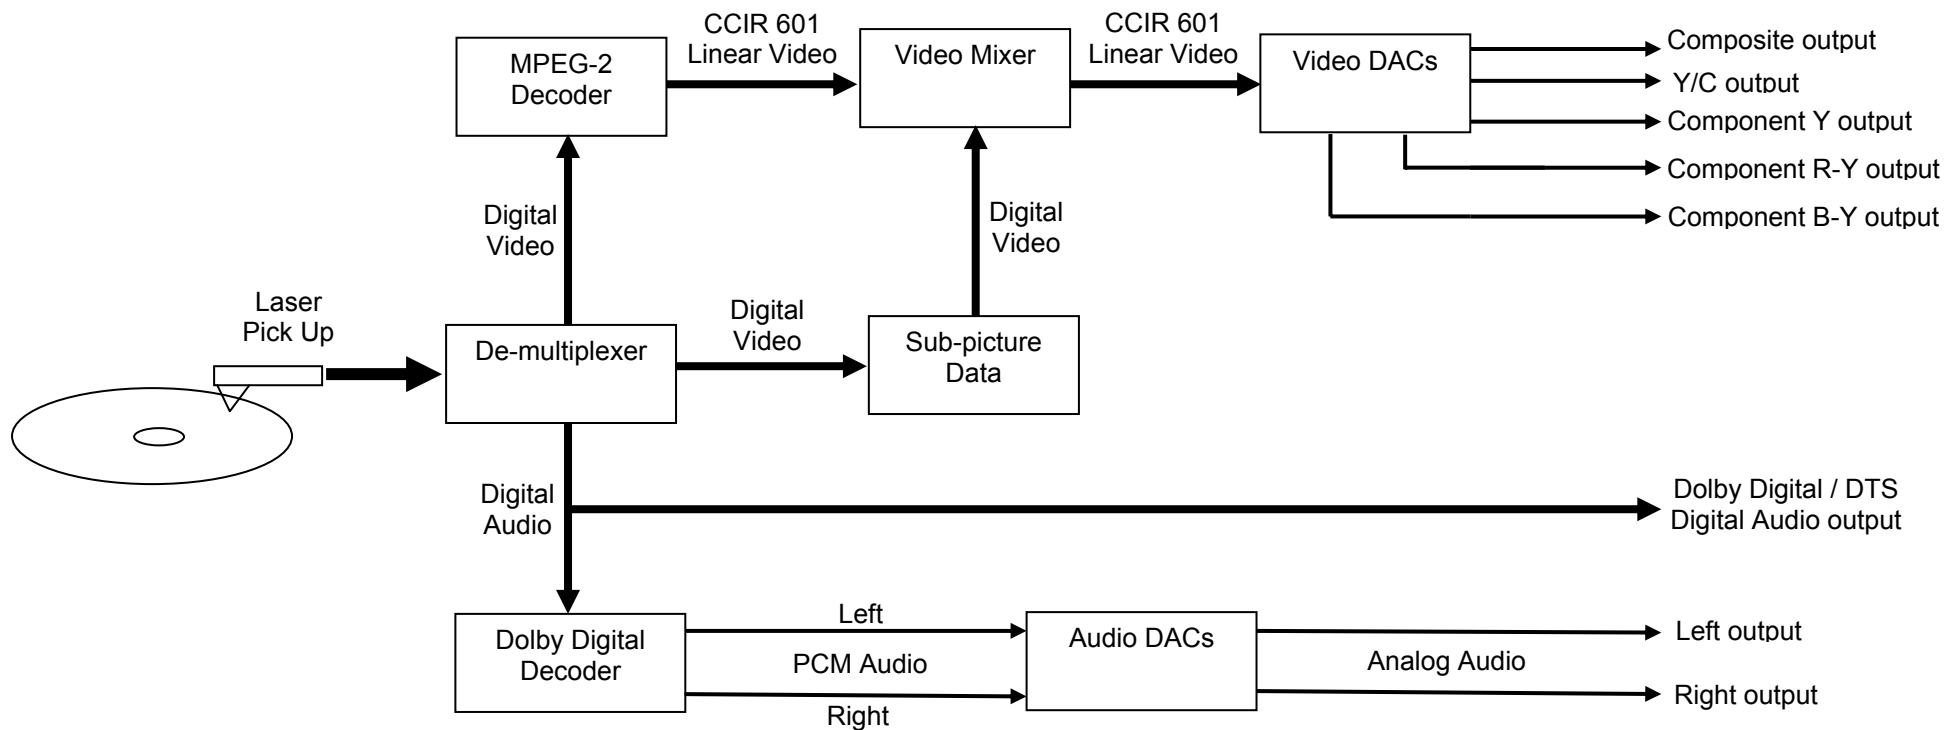 CCIR 601
Linear Video
CCIR 601
Linear Video
MPEG-2
Decoder
Video Mixer
Video DACs
Composite output
Y/C output
Component Y output
Component R-Y output
Component B-Y output
Digital
Video
Digital
Video
Laser
Pick Up
De-multiplexer
Digital
Video
Sub-picture
Data
Digital
Audio
Dolby Digital / DTS
Digital Audio output
Dolby Digital
Decoder
Left
PCM Audio
Right
Audio DACs
Analog Audio
Left output
Right output